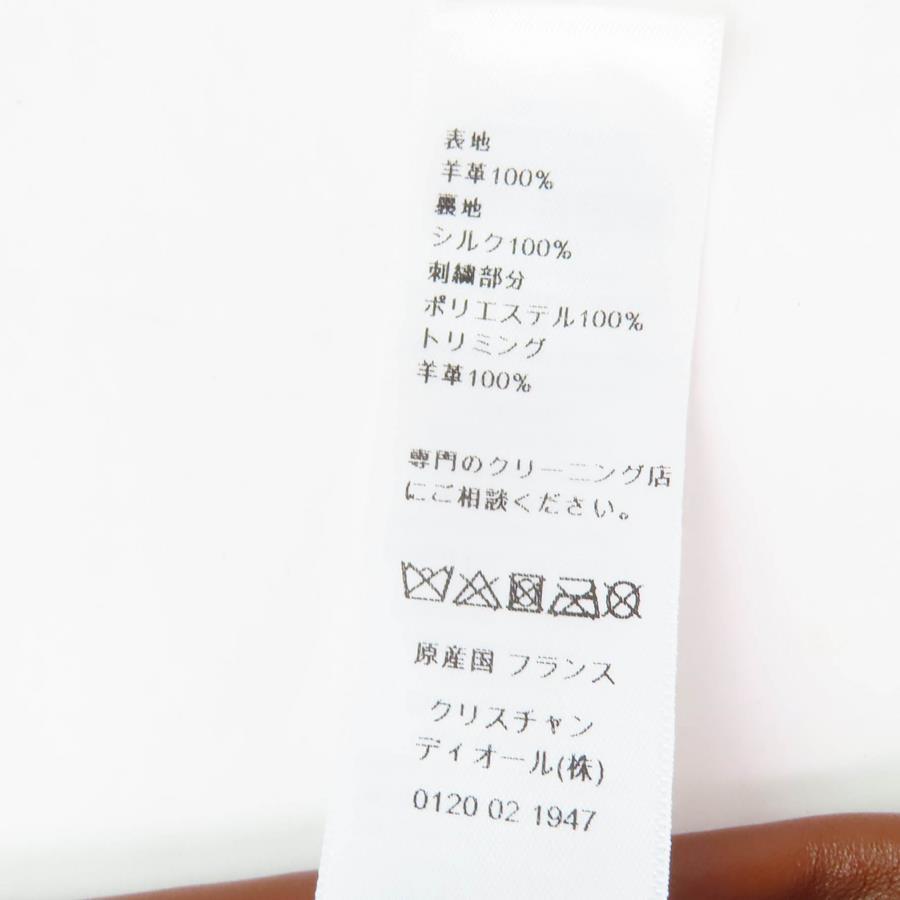 表地
羊革100%
裏地
シルク100%
刺繍部分
ポリエステル100%
トリミング
羊革100%
専門のクリーニング店
にご相談ください。
原産国 フランス
クリスチャン
ディオール(株)
0120 02 1947